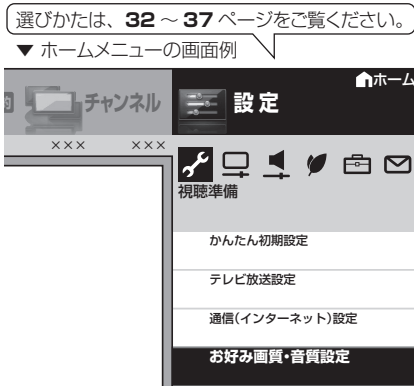 選びかたは、32～37ページをご覧ください。
▼ホームメニューの画面例
ホーム
チャンネル
設定
××× ×××
視聴準備
かんたん初期設定
テレビ放送設定
通信(インターネット)設定
お好み画質・音質設定